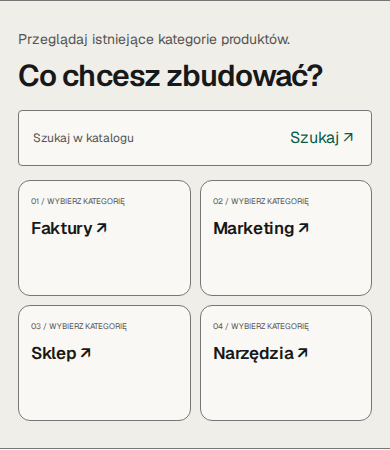 Przeglądaj istniejące kategorie produktów.
Co chcesz zbudować?
Szukaj w katalogu
Szukaj ↗
01 / WYBIERZ KATEGORIĘ
Faktury ↗
02 / WYBIERZ KATEGORIĘ
Marketing ↗
03 / WYBIERZ KATEGORIĘ
Sklep ↗
04 / WYBIERZ KATEGORIĘ
Narzędzia ↗